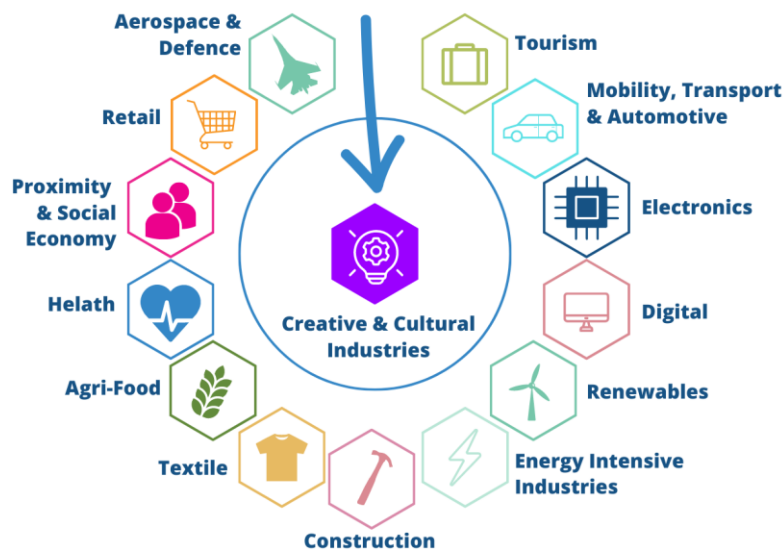 Aerospace &
Defence
Tourism
Retail
Mobility, Transport
& Automotive
Proximity
& Social
Economy
Electronics
Helath
Creative & Cultural
Industries
Digital
Agri-Food
Renewables
Textile
Energy Intensive
Industries
Construction